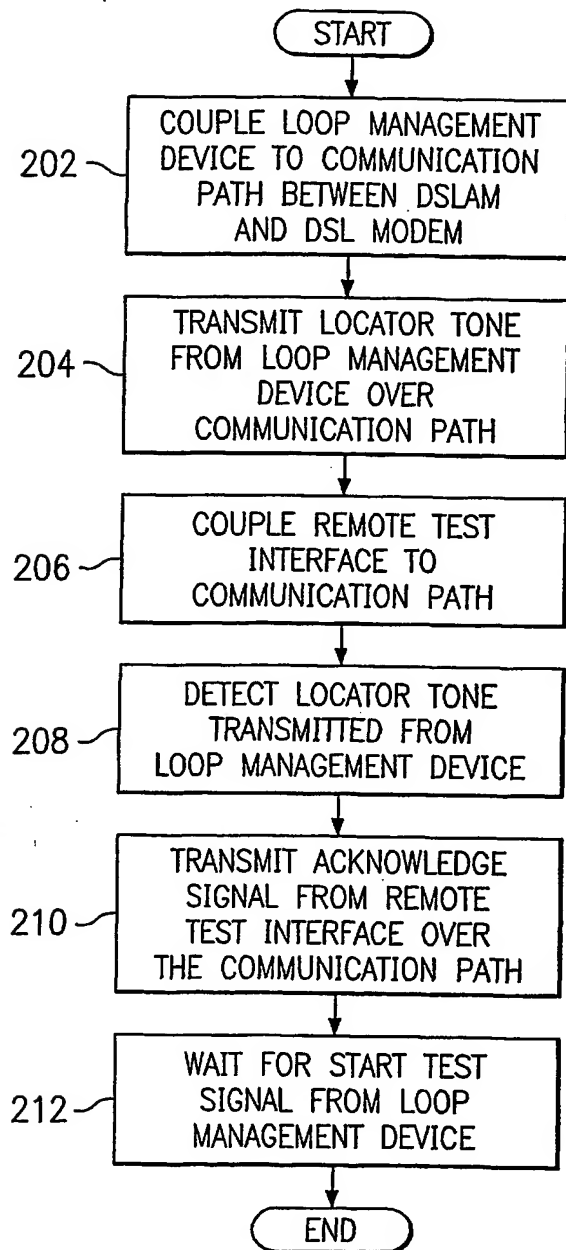 START
202
COUPLE LOOP MANAGEMENT
DEVICE TO COMMUNICATION
PATH BETWEEN DSLAM
AND DSL MODEM
204
TRANSMIT LOCATOR TONE
FROM LOOP MANAGEMENT
DEVICE OVER
COMMUNICATION PATH
206
COUPLE REMOTE TEST
INTERFACE TO
COMMUNICATION PATH
208
DETECT LOCATOR TONE
TRANSMITTED FROM
LOOP MANAGEMENT DEVICE
210
TRANSMIT ACKNOWLEDGE
SIGNAL FROM REMOTE
TEST INTERFACE OVER
THE COMMUNICATION PATH
212
WAIT FOR START TEST
SIGNAL FROM LOOP
MANAGEMENT DEVICE
END